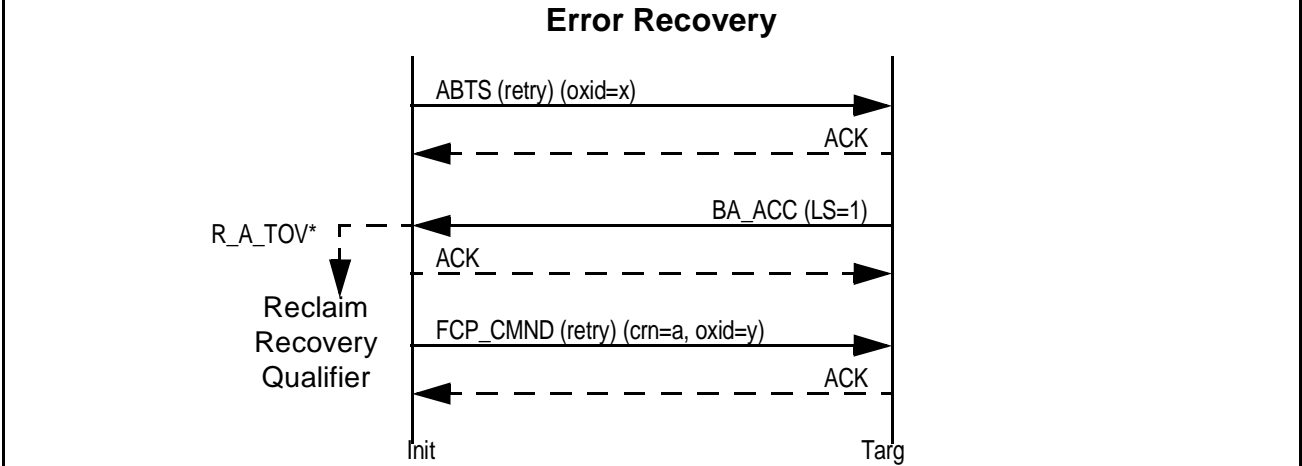 Error Recovery
ABTS (retry) (oxid=x)
ACK
BA_ACC (LS=1)
R_A_TOV*
ACK
Reclaim
Recovery
Qualifier
FCP_CMND (retry) (crn=a, oxid=y)
ACK
Init
Targ